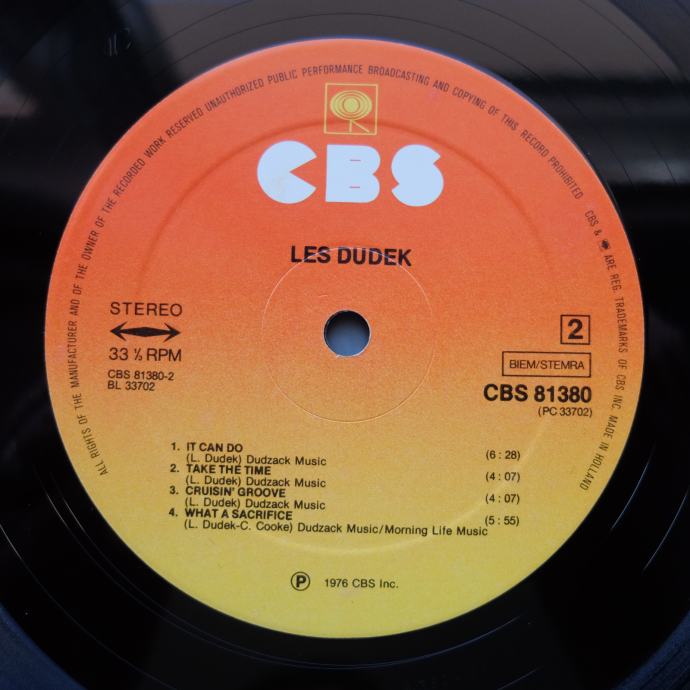 ALL RIGHTS OF THE MANUFACTURER AND OF THE OWNER OF THE RECORDED WORK RESERVED UNAUTHORIZED PUBLIC PERFORMANCE BROADCASTING AND COPYING OF THIS RECORD PROHIBITED CBS & ARE REG. TRADEMARKS OF CBS INC. MADE IN HOLLAND
CBS
LES DUDEK
STEREO
33 ⅓ RPM
CBS 81380-2
BL 33702
2
BIEM/STEMRA
CBS 81380
(PC 33702)
1. IT CAN DO (6 : 28)
(L. Dudek) Dudzack Music
2. TAKE THE TIME (4 : 07)
(L. Dudek) Dudzack Music
3. CRUISIN' GROOVE (4 : 07)
(L. Dudek) Dudzack Music
4. WHAT A SACRIFICE (5 : 55)
(L. Dudek-C. Cooke) Dudzack Music/Morning Life Music
Ⓟ 1976 CBS Inc.